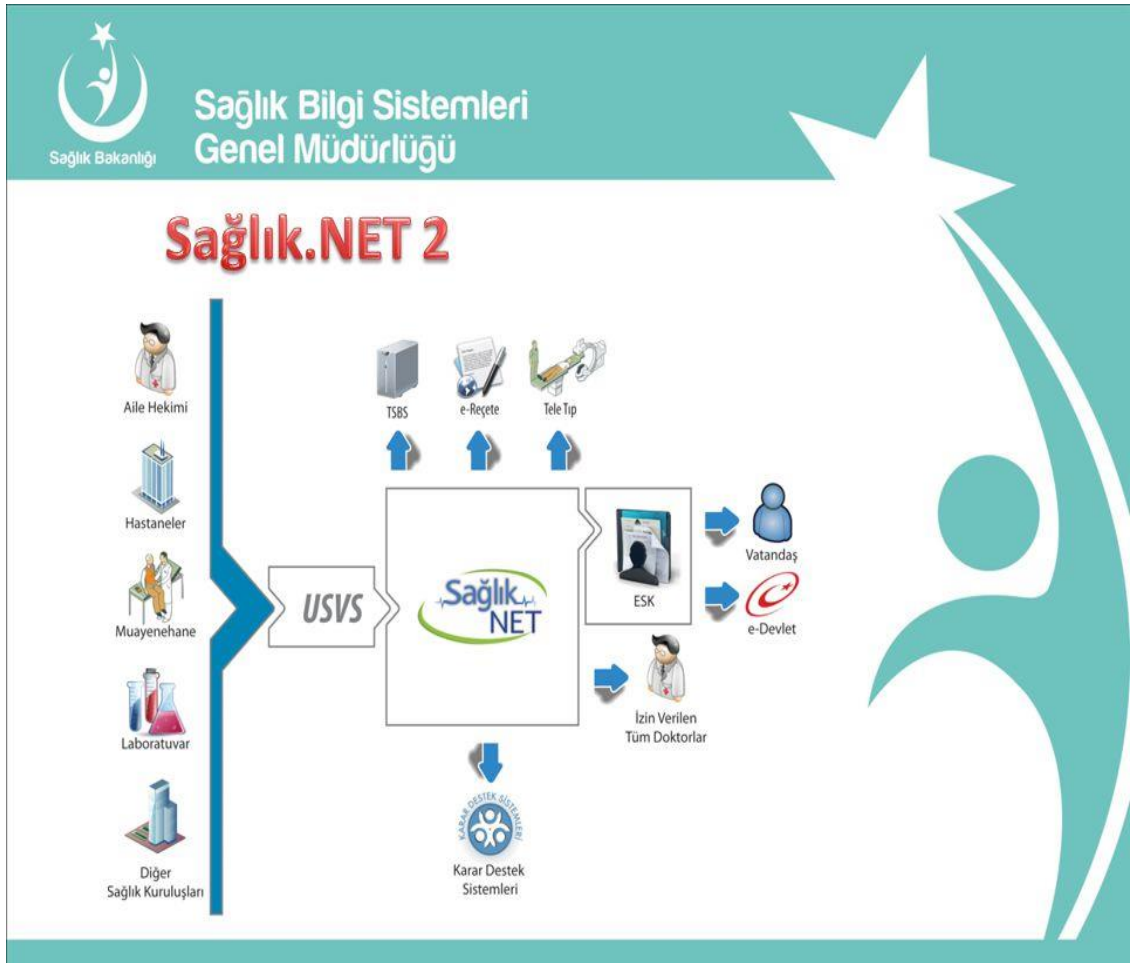 Sağlık Bakanlığı
Sağlık Bilgi Sistemleri
Genel Müdürlüğü
Sağlık.NET 2
Aile Hekimi
Hastaneler
Muayenehane
Laboratuvar
Diğer
Sağlık Kuruluşları
USVS
TSBS
e-Reçete
Tele Tıp
Sağlık
NET
ESK
Vatandaş
e-Devlet
İzin Verilen
Tüm Doktorlar
KARAR DESTEK SİSTEMLERİ
Karar Destek
Sistemleri